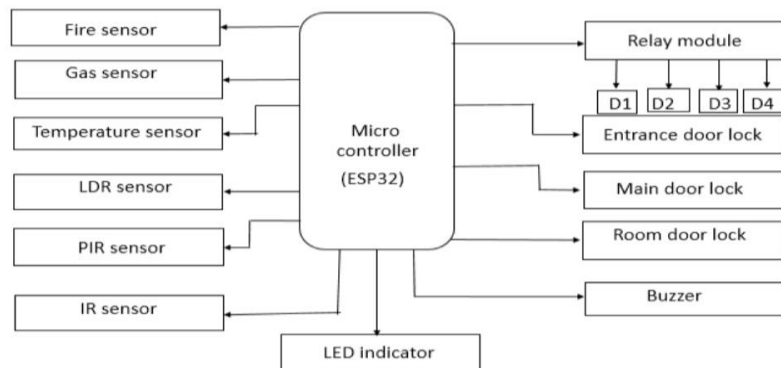 Fire sensor
Gas sensor
Temperature sensor
LDR sensor
PIR sensor
IR sensor
Micro
controller
(ESP32)
LED indicator
Relay module
D1 D2 D3 D4
Entrance door lock
Main door lock
Room door lock
Buzzer